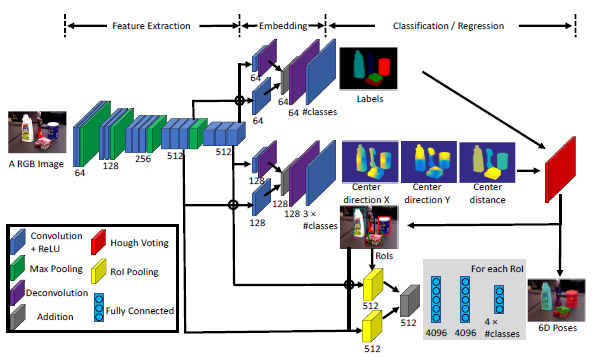 Feature Extraction
Embedding
Classification / Regression
64
64
64
64
#classes
Labels
A RGB Image
64
128
256
512
512
128
128
128
3 ×
#classes
Center
direction X
Center
direction Y
Center
distance
RoIs
For each RoI
512
512
512
4096
4096
4 ×
#classes
6D Poses
Convolution
+ ReLU
Max Pooling
Deconvolution
Addition
Hough Voting
RoI Pooling
Fully Connected